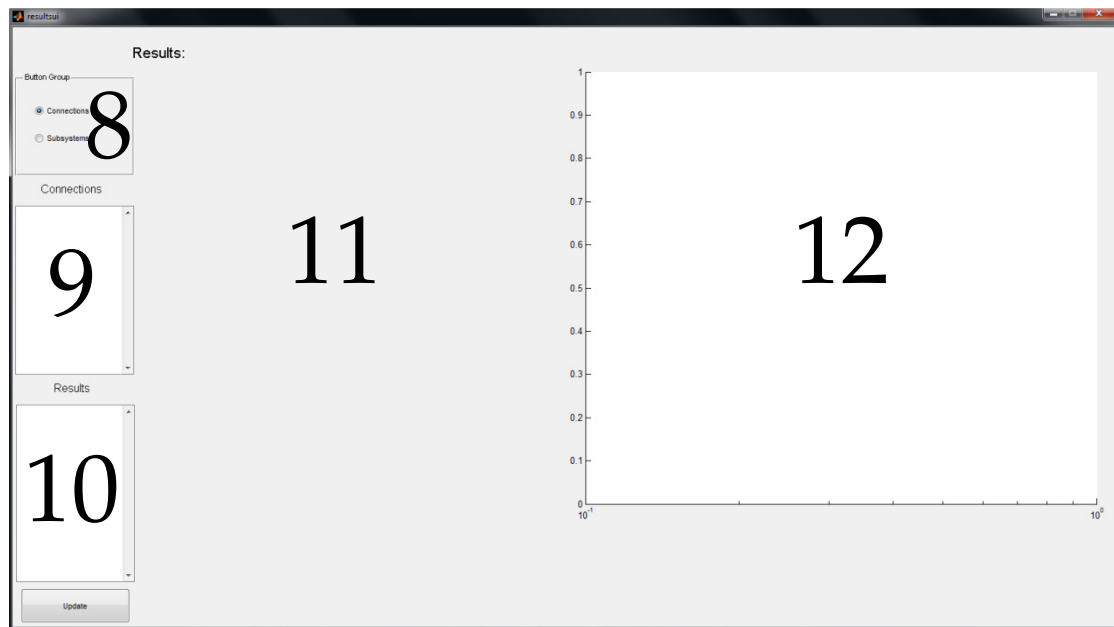 resultsui
Results:
Button Group
Connections
Subsystems
8
Connections
9
Results
10
Update
11
12
1
0.9
0.8
0.7
0.6
0.5
0.4
0.3
0.2
0.1
0
10^-1
10^0